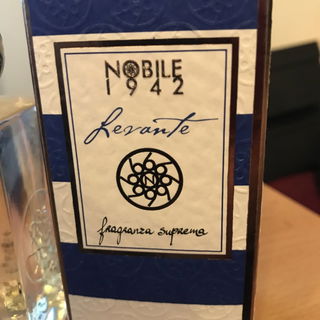 NOBILE
1942
Levante
fragranza suprema